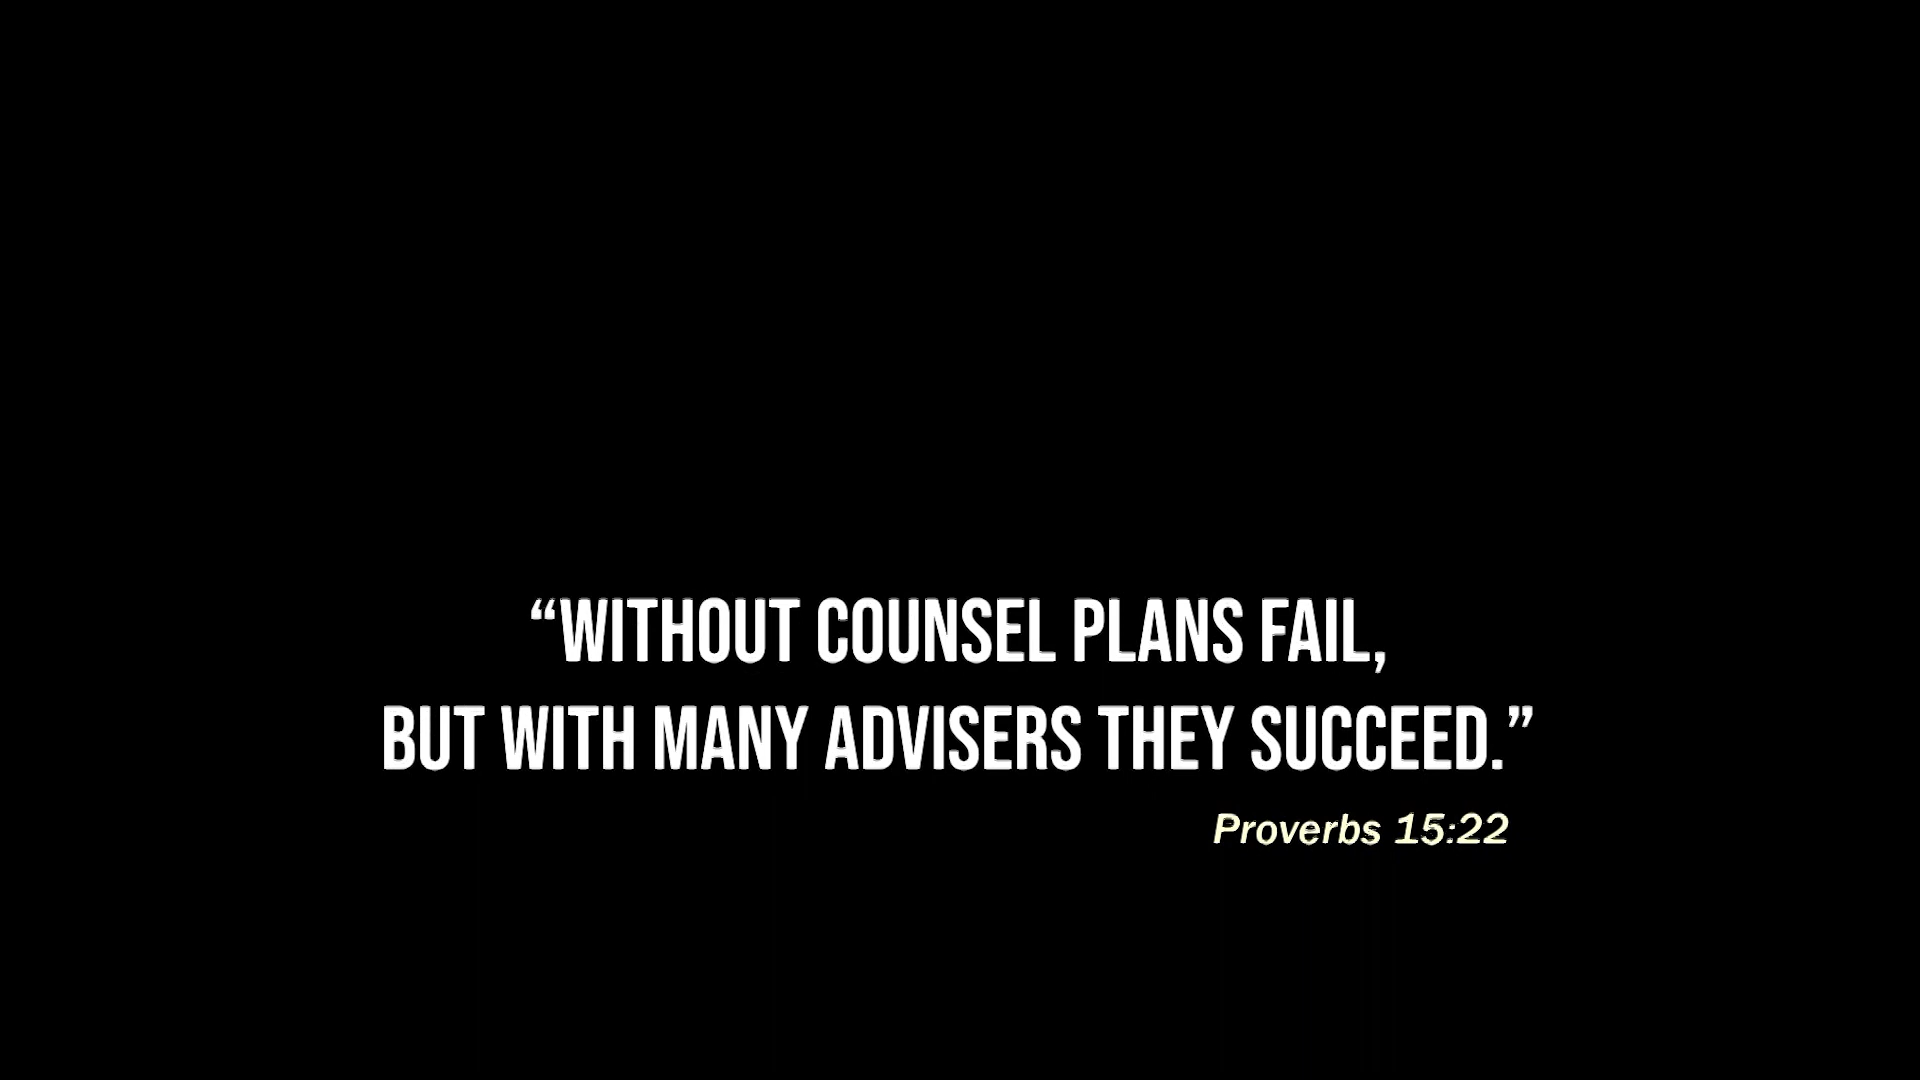 “WITHOUT COUNSEL PLANS FAIL,
BUT WITH MANY ADVISERS THEY SUCCEED.”
Proverbs 15:22